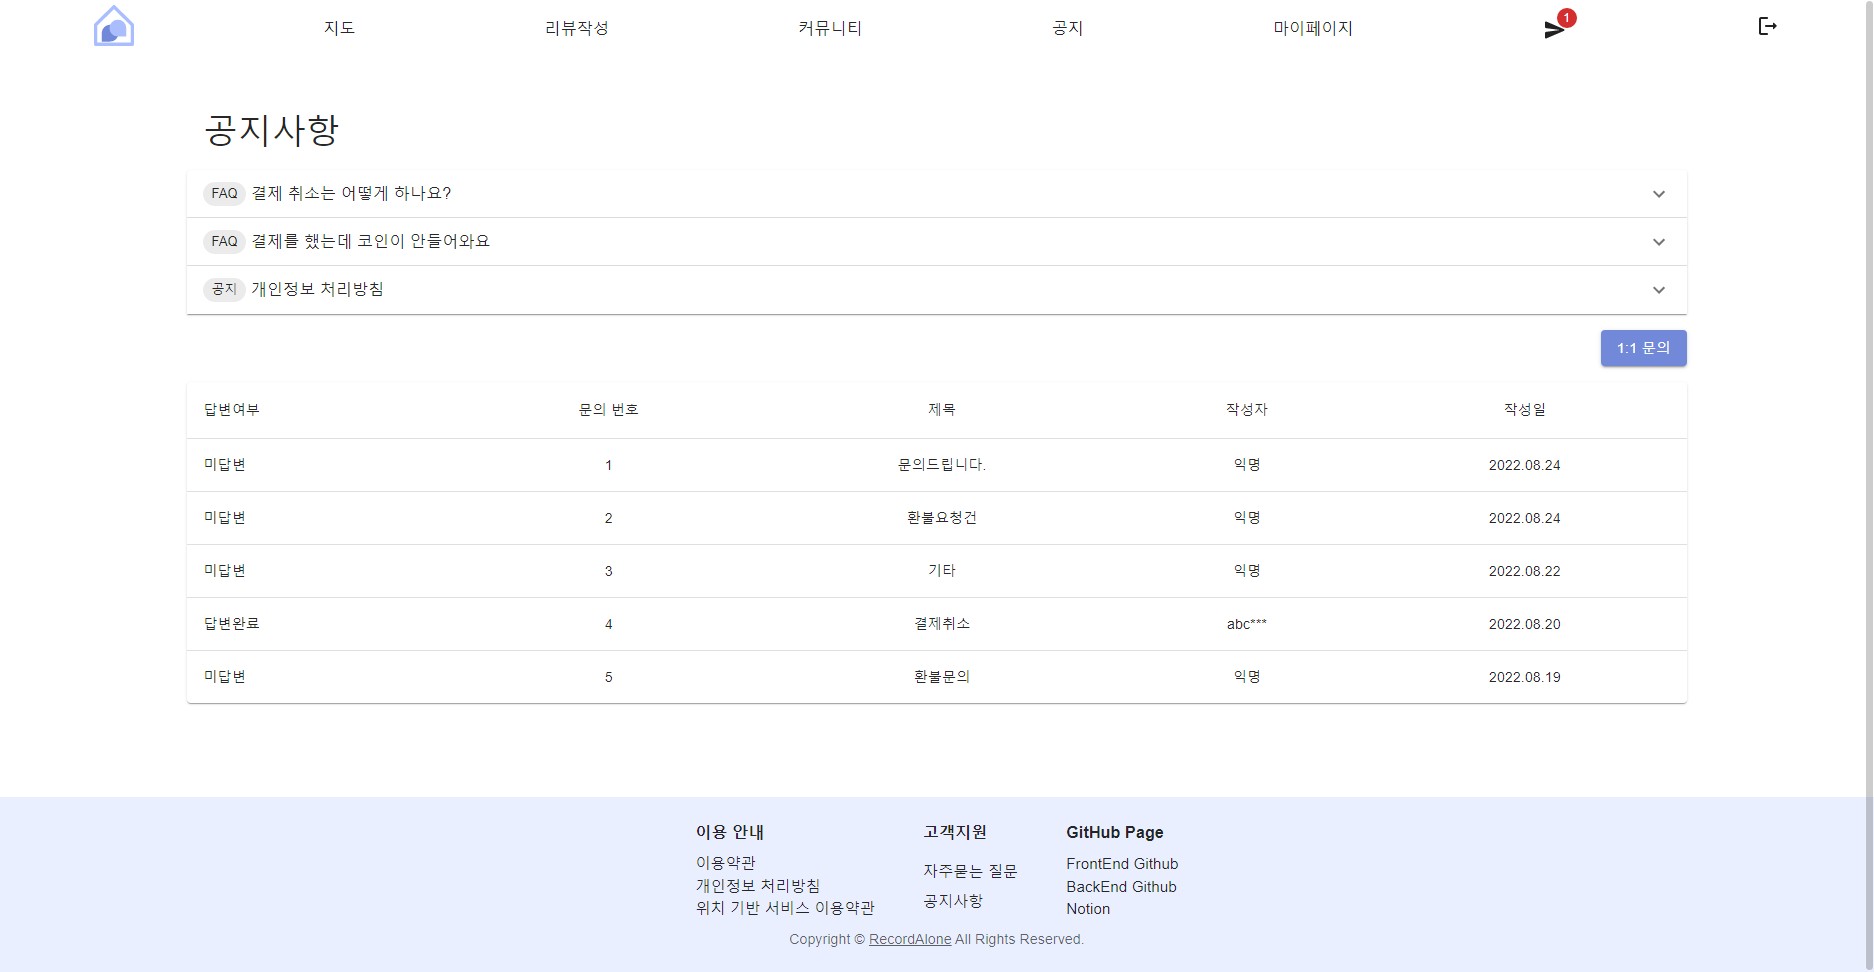 지도 리뷰작성 커뮤니티 공지 마이페이지 1
공지사항
FAQ 결제 취소는 어떻게 하나요?
FAQ 결제를 했는데 코인이 안들어와요
공지 개인정보 처리방침
1:1 문의
답변여부 문의 번호 제목 작성자 작성일
미답변 1 문의드립니다. 익명 2022.08.24
미답변 2 환불요청건 익명 2022.08.24
미답변 3 기타 익명 2022.08.22
답변완료 4 결제취소 abc*** 2022.08.20
미답변 5 환불문의 익명 2022.08.19
이용 안내
이용약관
개인정보 처리방침
위치 기반 서비스 이용약관
고객지원
자주묻는 질문
공지사항
GitHub Page
FrontEnd Github
BackEnd Github
Notion
Copyright © RecordAlone All Rights Reserved.